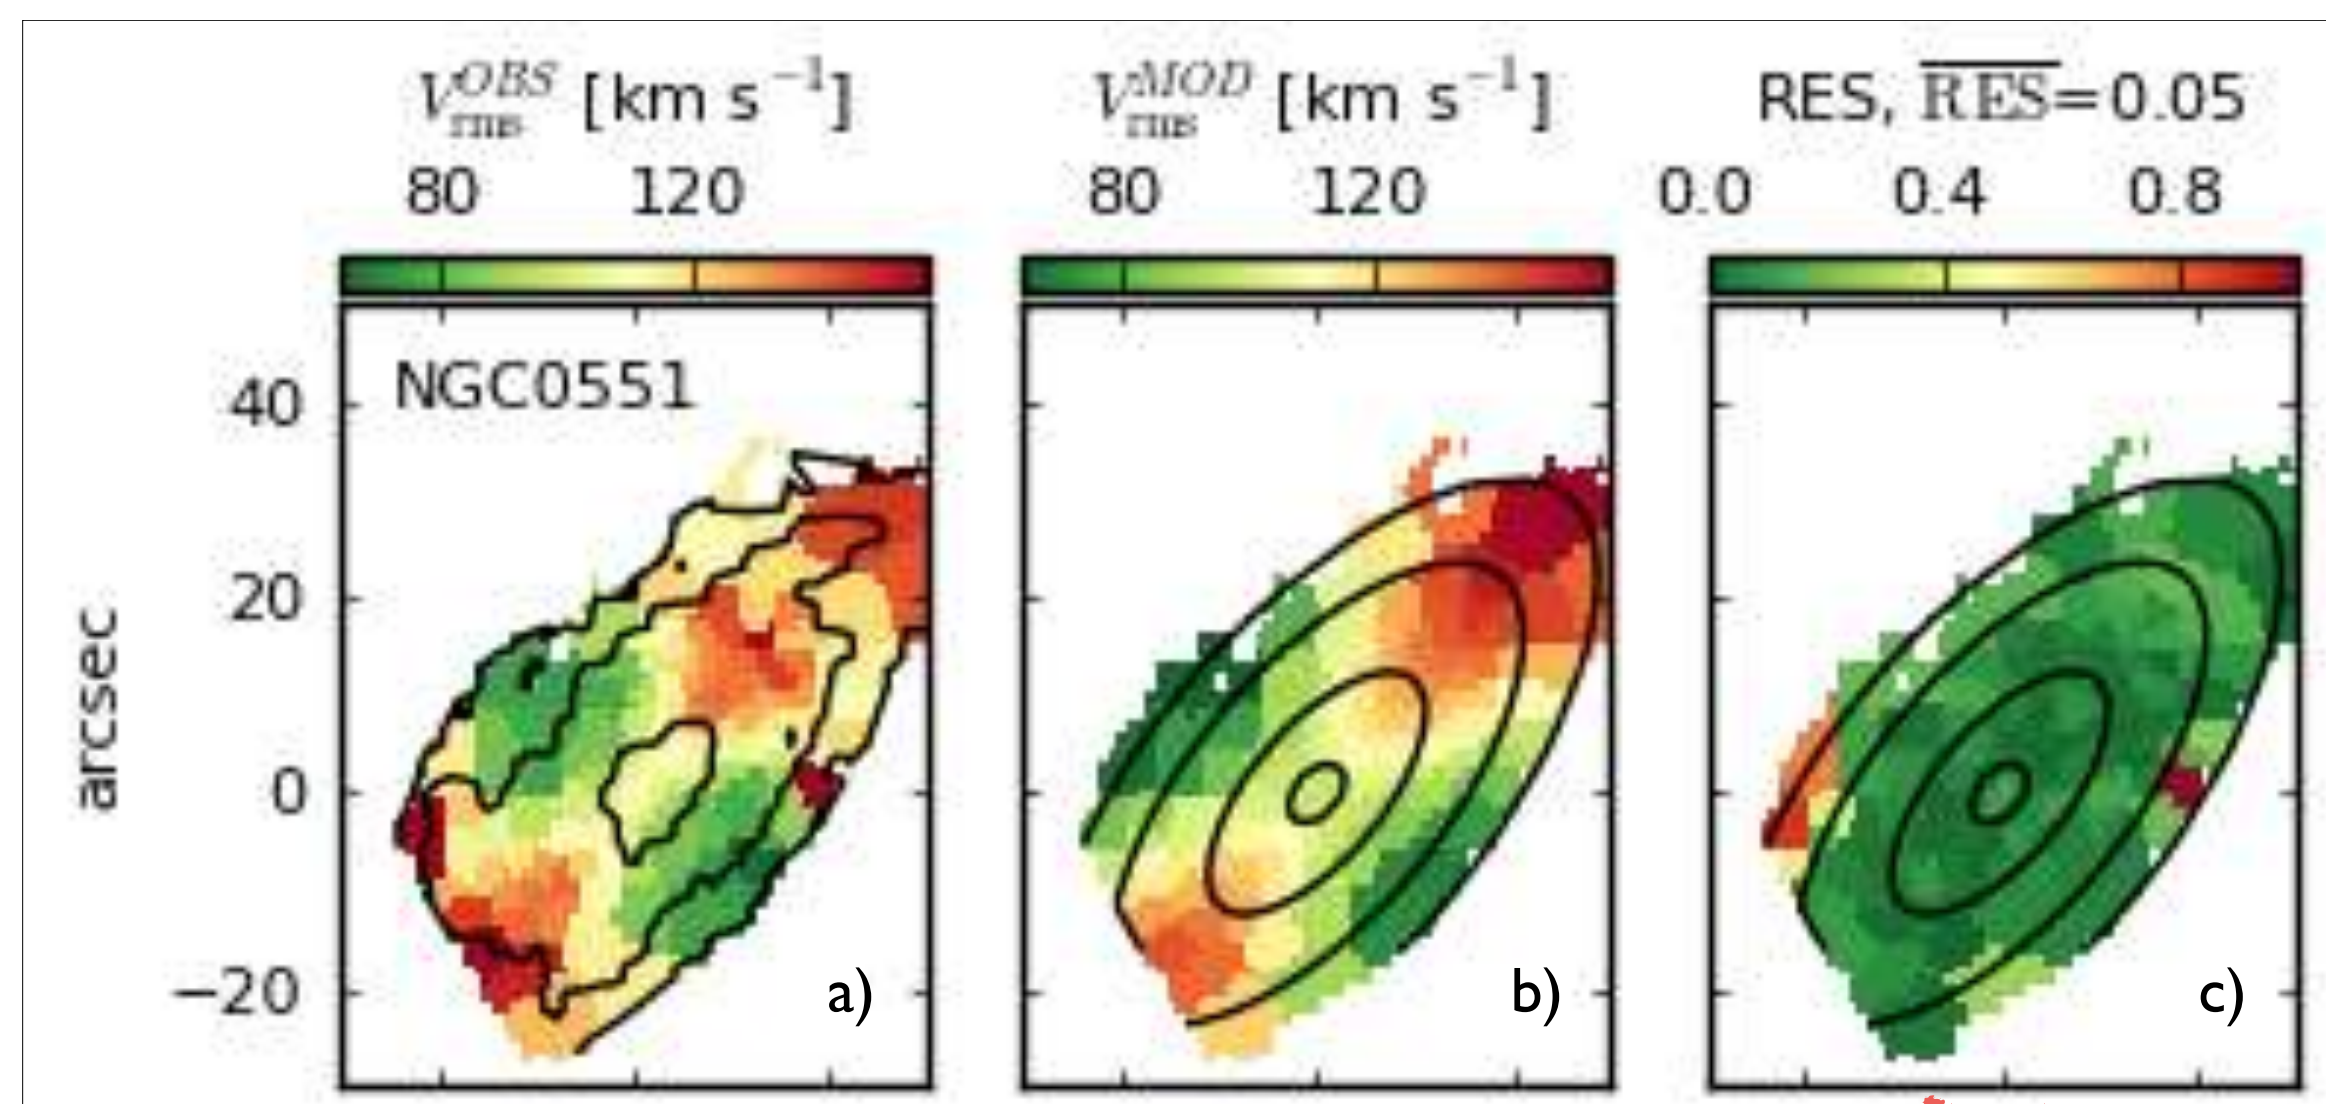 V_rms^OBS [km s^−1] V_rms^MOD [km s^−1] RES, R̅E̅S̅=0.05
80 120 80 120 0.0 0.4 0.8
NGC0551
40
20
0
−20
arcsec
a) b) c)